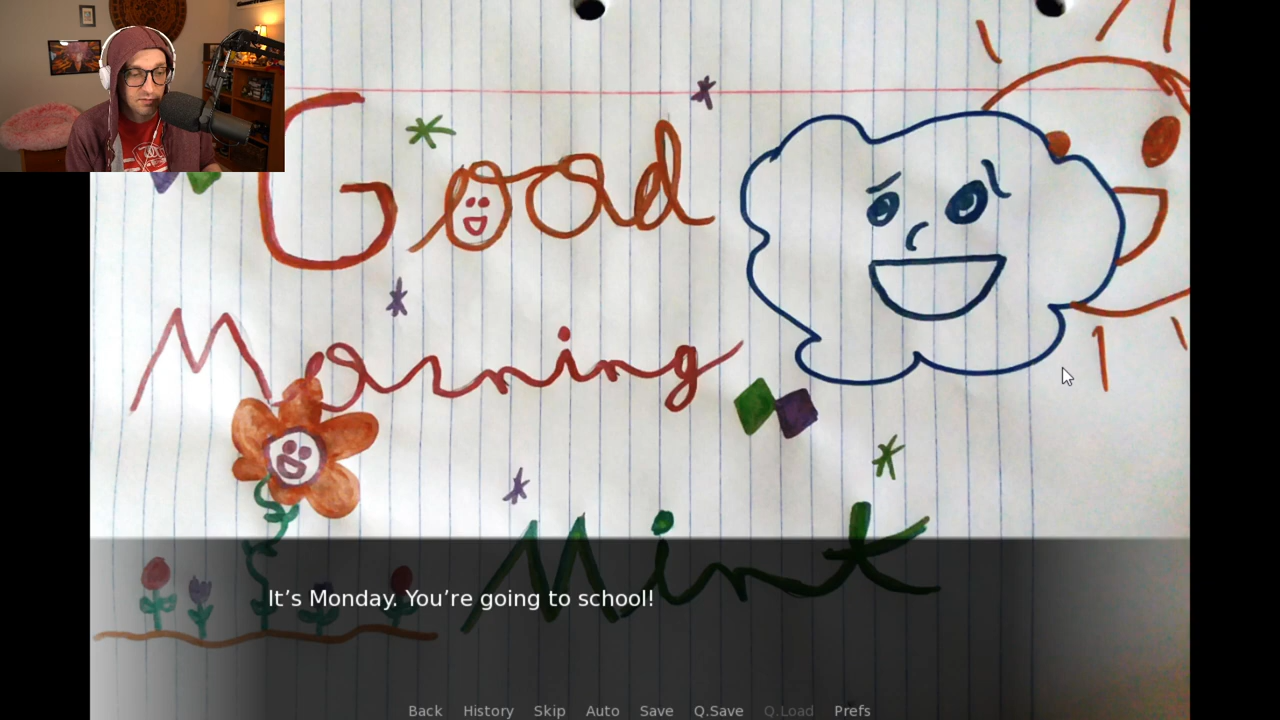 Good
Morning
Mint
It's Monday. You're going to school!
Back History Skip Auto Save Q.Save Q.Load Prefs